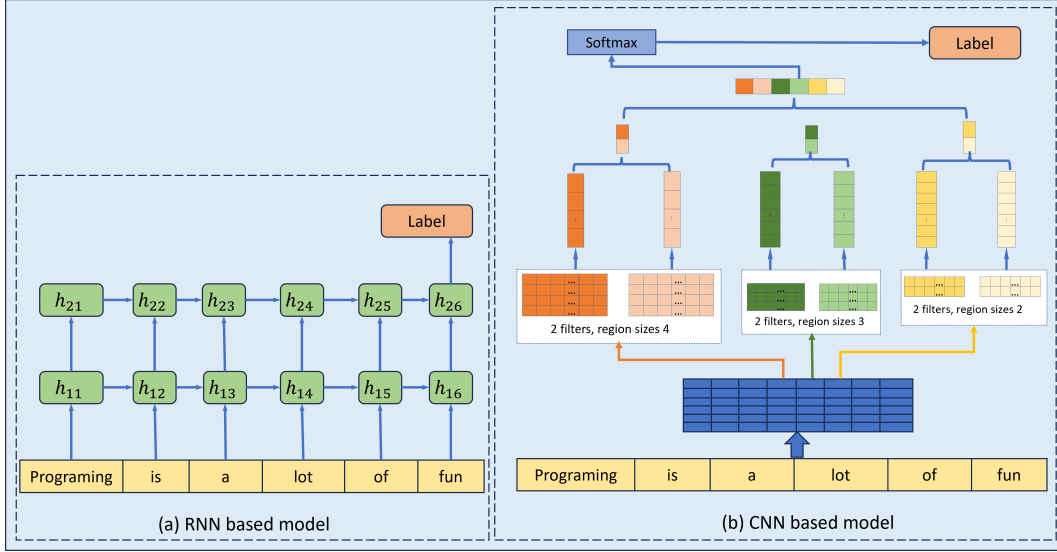 Label
h21 h22 h23 h24 h25 h26
h11 h12 h13 h14 h15 h16
Programing is a lot of fun
(a) RNN based model
Softmax Label
...
...
...
...
...
...
... ... ... ... ... ...
... ... ... ... ... ...
... ... ... ...
... ...
2 filters, region sizes 4
2 filters, region sizes 3
2 filters, region sizes 2
Programing is a lot of fun
(b) CNN based model